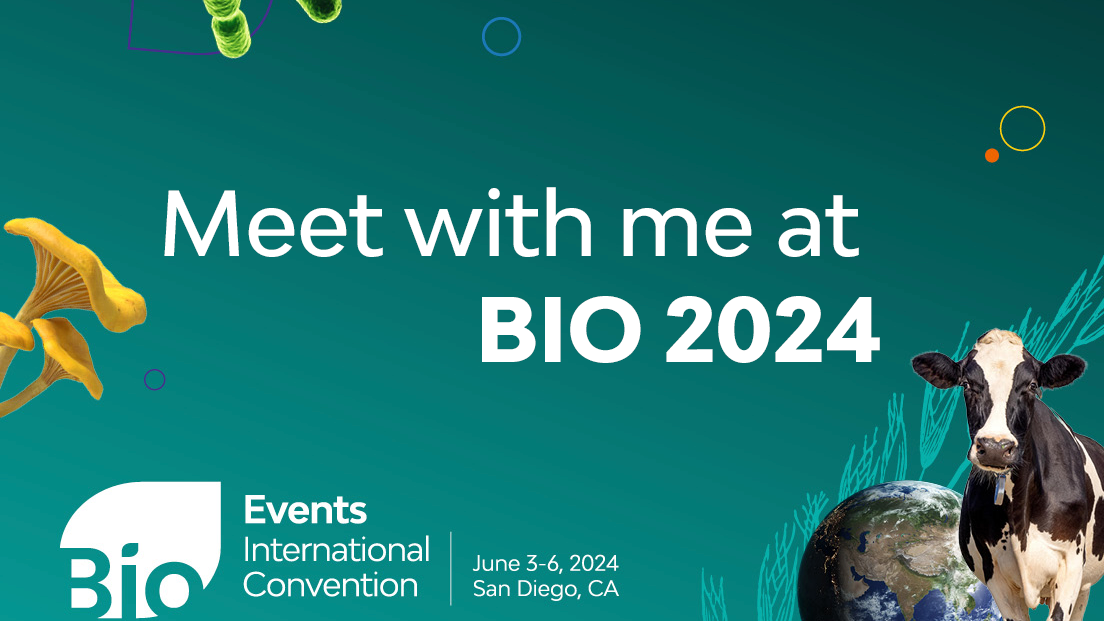 Meet with me at
BIO 2024
Bio
Events
International
Convention
June 3-6, 2024
San Diego, CA